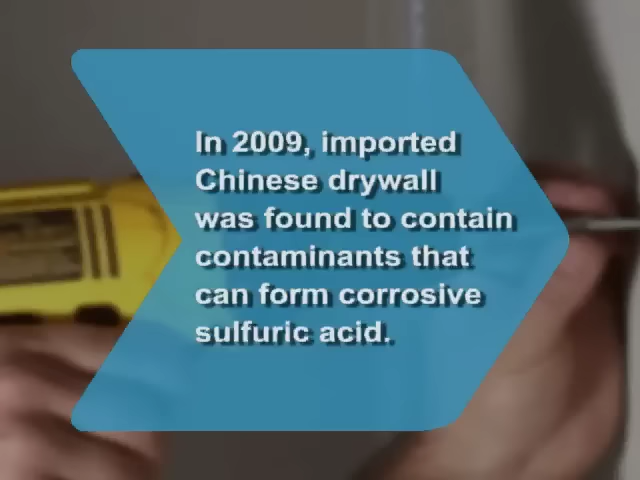 In 2009, imported
Chinese drywall
was found to contain
contaminants that
can form corrosive
sulfuric acid.